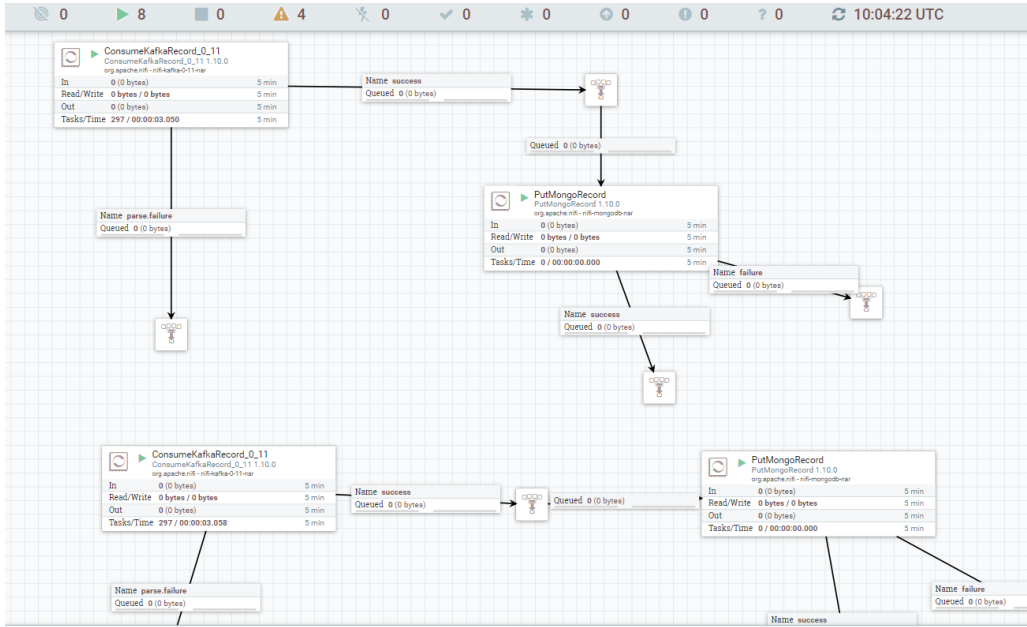 0 8 0 4 0 0 0 0 0 0 10:04:22 UTC
ConsumeKafkaRecord_0_11
ConsumeKafkaRecord_0_11 1.10.0
org.apache.nifi - nifi-kafka-0-11-nar
In 0 (0 bytes) 5 min
Read/Write 0 bytes / 0 bytes 5 min
Out 0 (0 bytes) 5 min
Tasks/Time 297 / 00:00:03.050 5 min
Name success
Queued 0 (0 bytes)
Queued 0 (0 bytes)
PutMongoRecord
PutMongoRecord 1.10.0
org.apache.nifi - nifi-mongodb-nar
In 0 (0 bytes) 5 min
Read/Write 0 bytes / 0 bytes 5 min
Out 0 (0 bytes) 5 min
Tasks/Time 0 / 00:00:00.000 5 min
Name parse.failure
Queued 0 (0 bytes)
Name failure
Queued 0 (0 bytes)
Name success
Queued 0 (0 bytes)
ConsumeKafkaRecord_0_11
ConsumeKafkaRecord_0_11 1.10.0
org.apache.nifi - nifi-kafka-0-11-nar
In 0 (0 bytes) 5 min
Read/Write 0 bytes / 0 bytes 5 min
Out 0 (0 bytes) 5 min
Tasks/Time 297 / 00:00:03.058 5 min
Name success
Queued 0 (0 bytes)
Queued 0 (0 bytes)
PutMongoRecord
PutMongoRecord 1.10.0
org.apache.nifi - nifi-mongodb-nar
In 0 (0 bytes) 5 min
Read/Write 0 bytes / 0 bytes 5 min
Out 0 (0 bytes) 5 min
Tasks/Time 0 / 00:00:00.000 5 min
Name parse.failure
Queued 0 (0 bytes)
Name failure
Queued 0 (0 bytes)
Name success